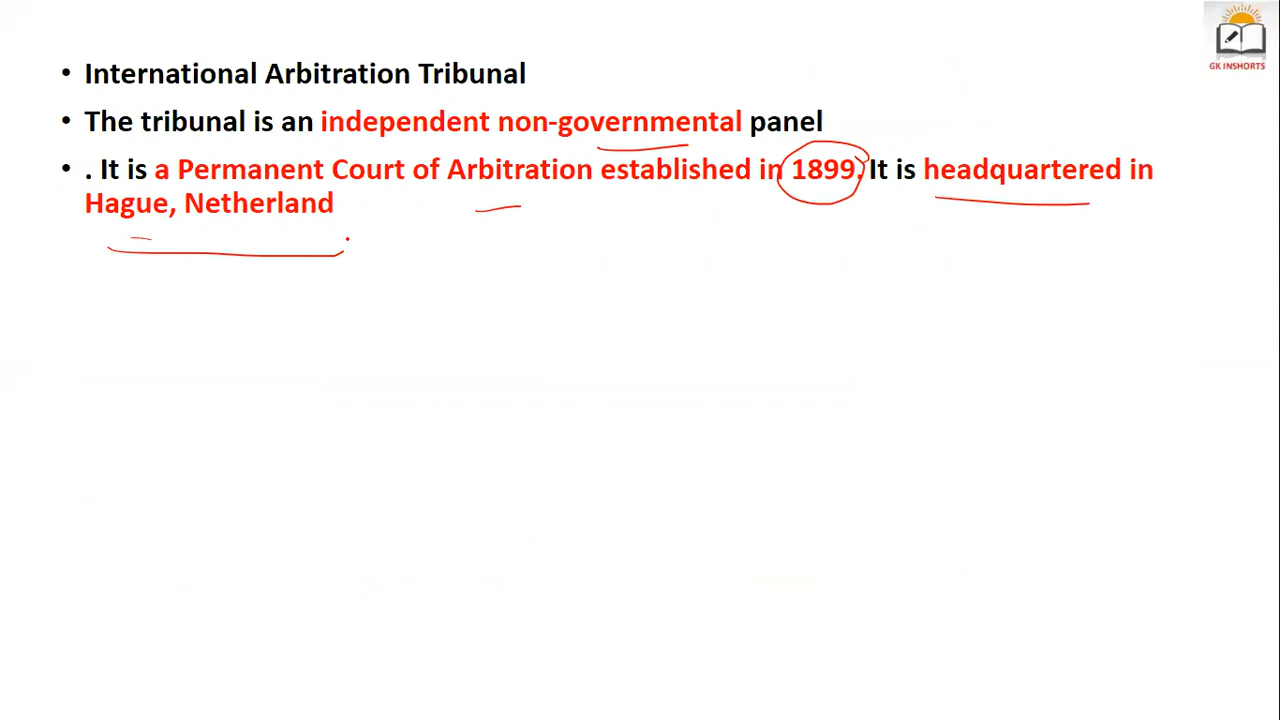 GK INSHORTS
• International Arbitration Tribunal
• The tribunal is an independent non-governmental panel
• . It is a Permanent Court of Arbitration established in 1899. It is headquartered in
Hague, Netherland